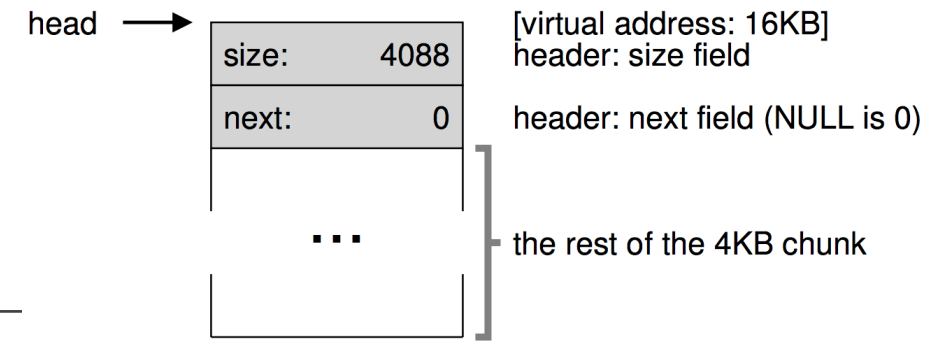 head
[virtual address: 16KB]
size: 4088
header: size field
next: 0
header: next field (NULL is 0)
...
the rest of the 4KB chunk